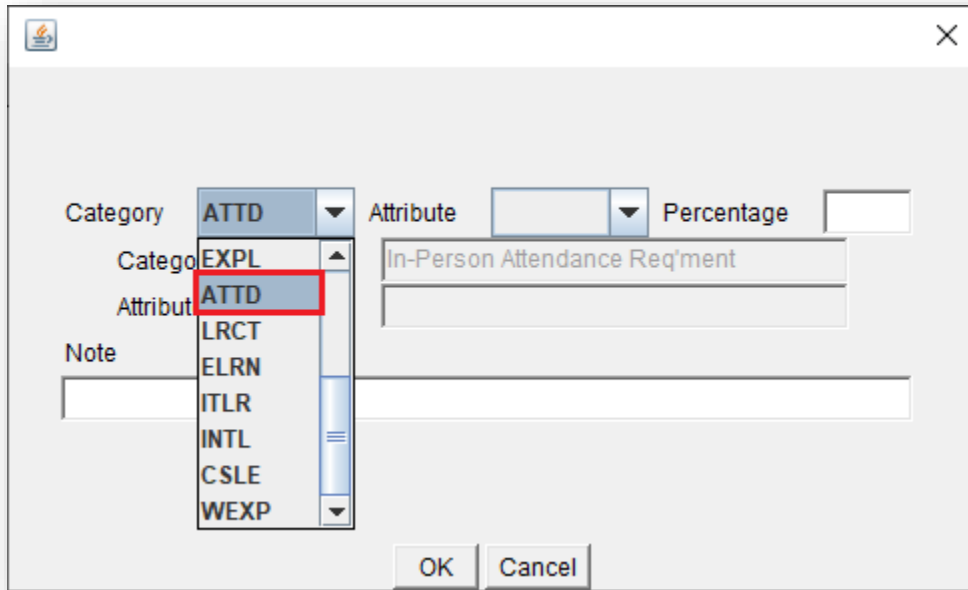 Category ATTD Attribute Percentage
Catego In-Person Attendance Req'ment
Attribut
Note
EXPL
ATTD
LRCT
ELRN
ITLR
INTL
CSLE
WEXP
OK Cancel